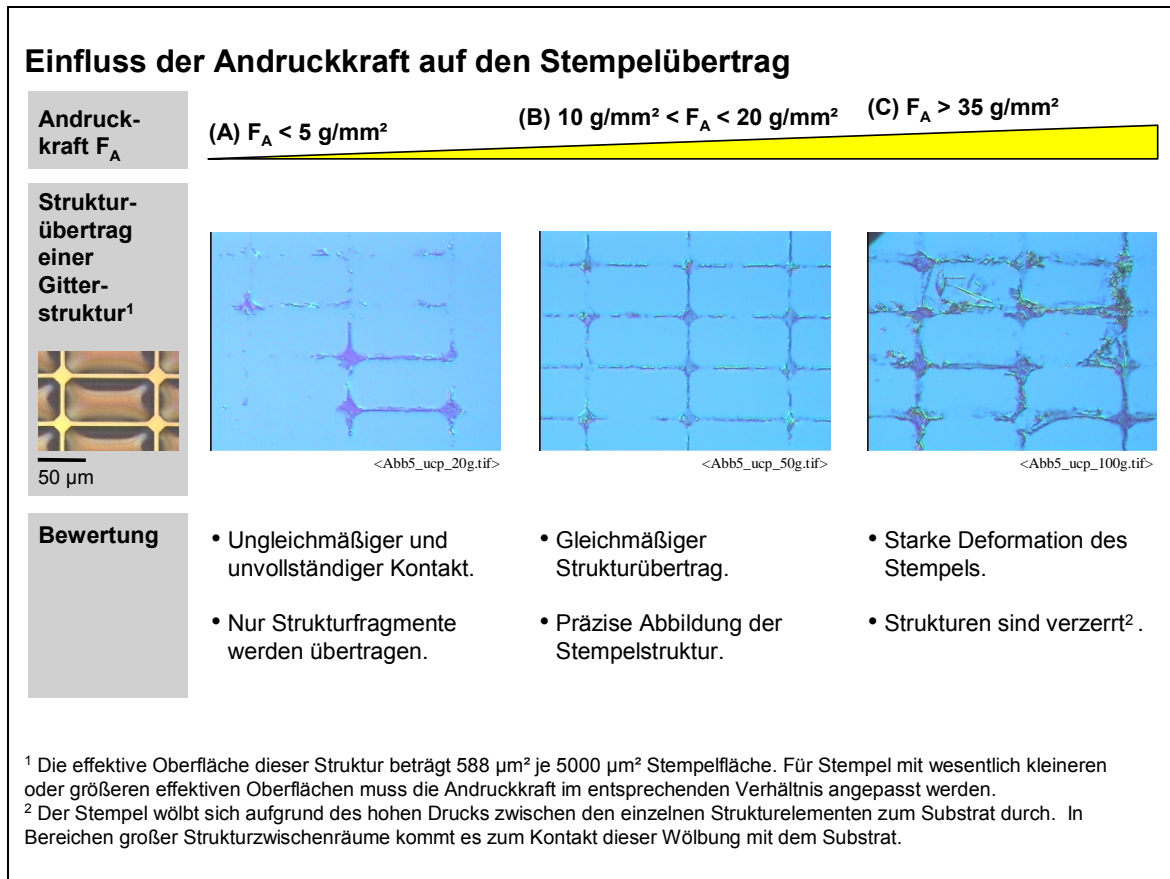 Einfluss der Andruckkraft auf den Stempelübertrag
Andruck-
kraft F_A
(A) F_A < 5 g/mm²
(B) 10 g/mm² < F_A < 20 g/mm²
(C) F_A > 35 g/mm²
Struktur-
übertrag
einer
Gitter-
struktur¹
50 µm
<Abb5_ucp_20g.tif>
<Abb5_ucp_50g.tif>
<Abb5_ucp_100g.tif>
Bewertung
• Ungleichmäßiger und
unvollständiger Kontakt.
• Nur Strukturfragmente
werden übertragen.
• Gleichmäßiger
Strukturübertrag.
• Präzise Abbildung der
Stempelstruktur.
• Starke Deformation des
Stempels.
• Strukturen sind verzerrt² .
¹ Die effektive Oberfläche dieser Struktur beträgt 588 µm² je 5000 µm² Stempelfläche. Für Stempel mit wesentlich kleineren
oder größeren effektiven Oberflächen muss die Andruckkraft im entsprechenden Verhältnis angepasst werden.
² Der Stempel wölbt sich aufgrund des hohen Drucks zwischen den einzelnen Strukturelementen zum Substrat durch. In
Bereichen großer Strukturzwischenräume kommt es zum Kontakt dieser Wölbung mit dem Substrat.